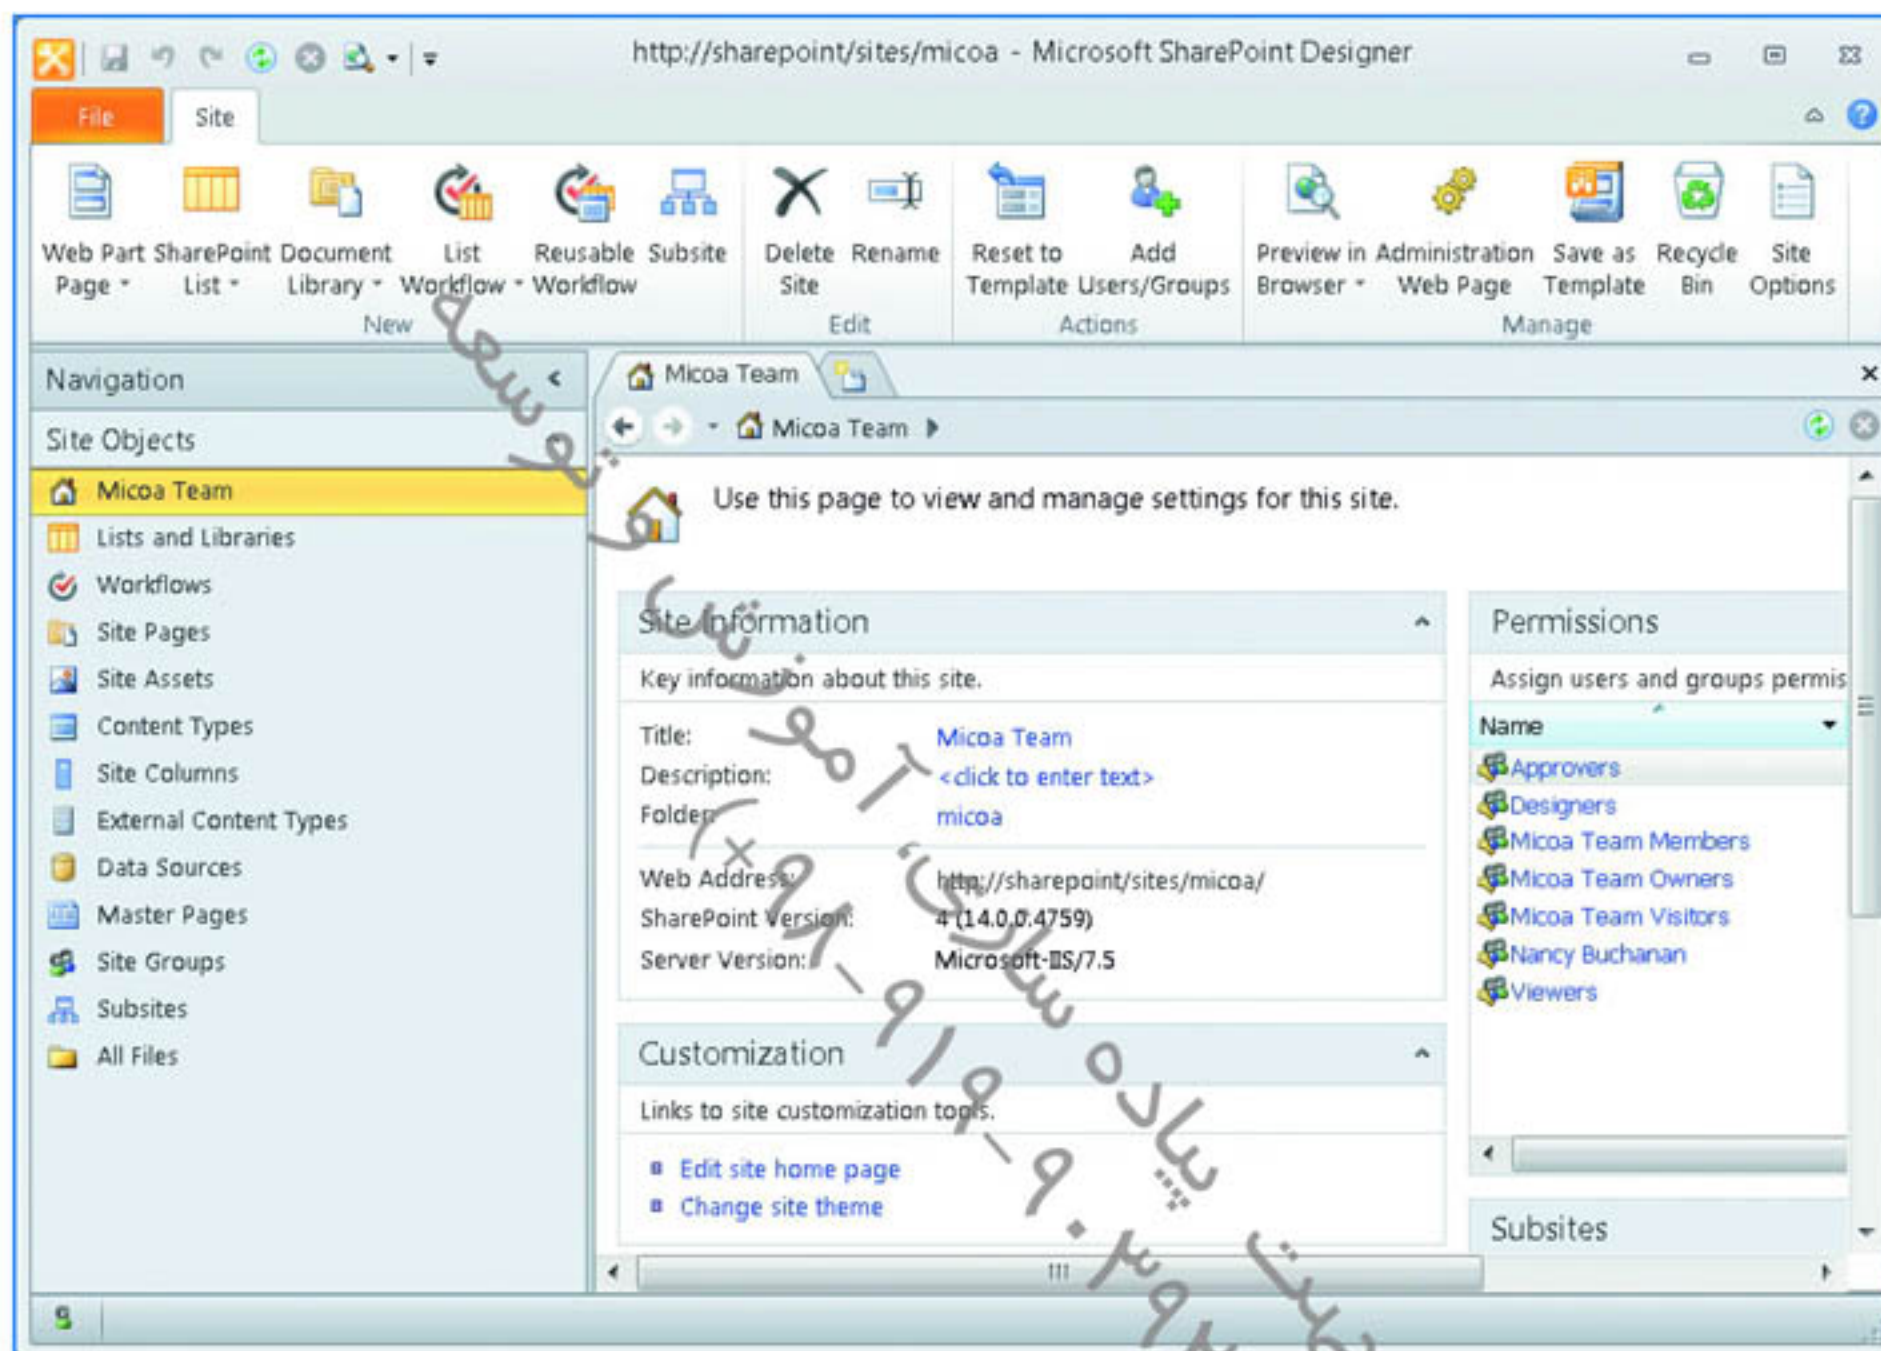 http://sharepoint/sites/micoa - Microsoft SharePoint Designer
File Site
Web Part Page
SharePoint List
Document Library
List Workflow
Reusable Workflow
Subsite
New
Delete Site
Rename
Edit
Reset to Template
Add Users/Groups
Actions
Preview in Browser
Administration Web Page
Save as Template
Recycle Bin
Site Options
Manage
Navigation
Site Objects
Micoa Team
Lists and Libraries
Workflows
Site Pages
Site Assets
Content Types
Site Columns
External Content Types
Data Sources
Master Pages
Site Groups
Subsites
All Files
Micoa Team
Micoa Team
Use this page to view and manage settings for this site.
Site Information
Key information about this site.
Title: Micoa Team
Description: <click to enter text>
Folder: micoa
Web Address: http://sharepoint/sites/micoa/
SharePoint Version: 4 (14.0.0.4759)
Server Version: Microsoft-IIS/7.5
Customization
Links to site customization tools.
Edit site home page
Change site theme
Permissions
Assign users and groups permis
Name
Approvers
Designers
Micoa Team Members
Micoa Team Owners
Micoa Team Visitors
Nancy Buchanan
Viewers
Subsites
پیاده سازی، آموزش و توسعه